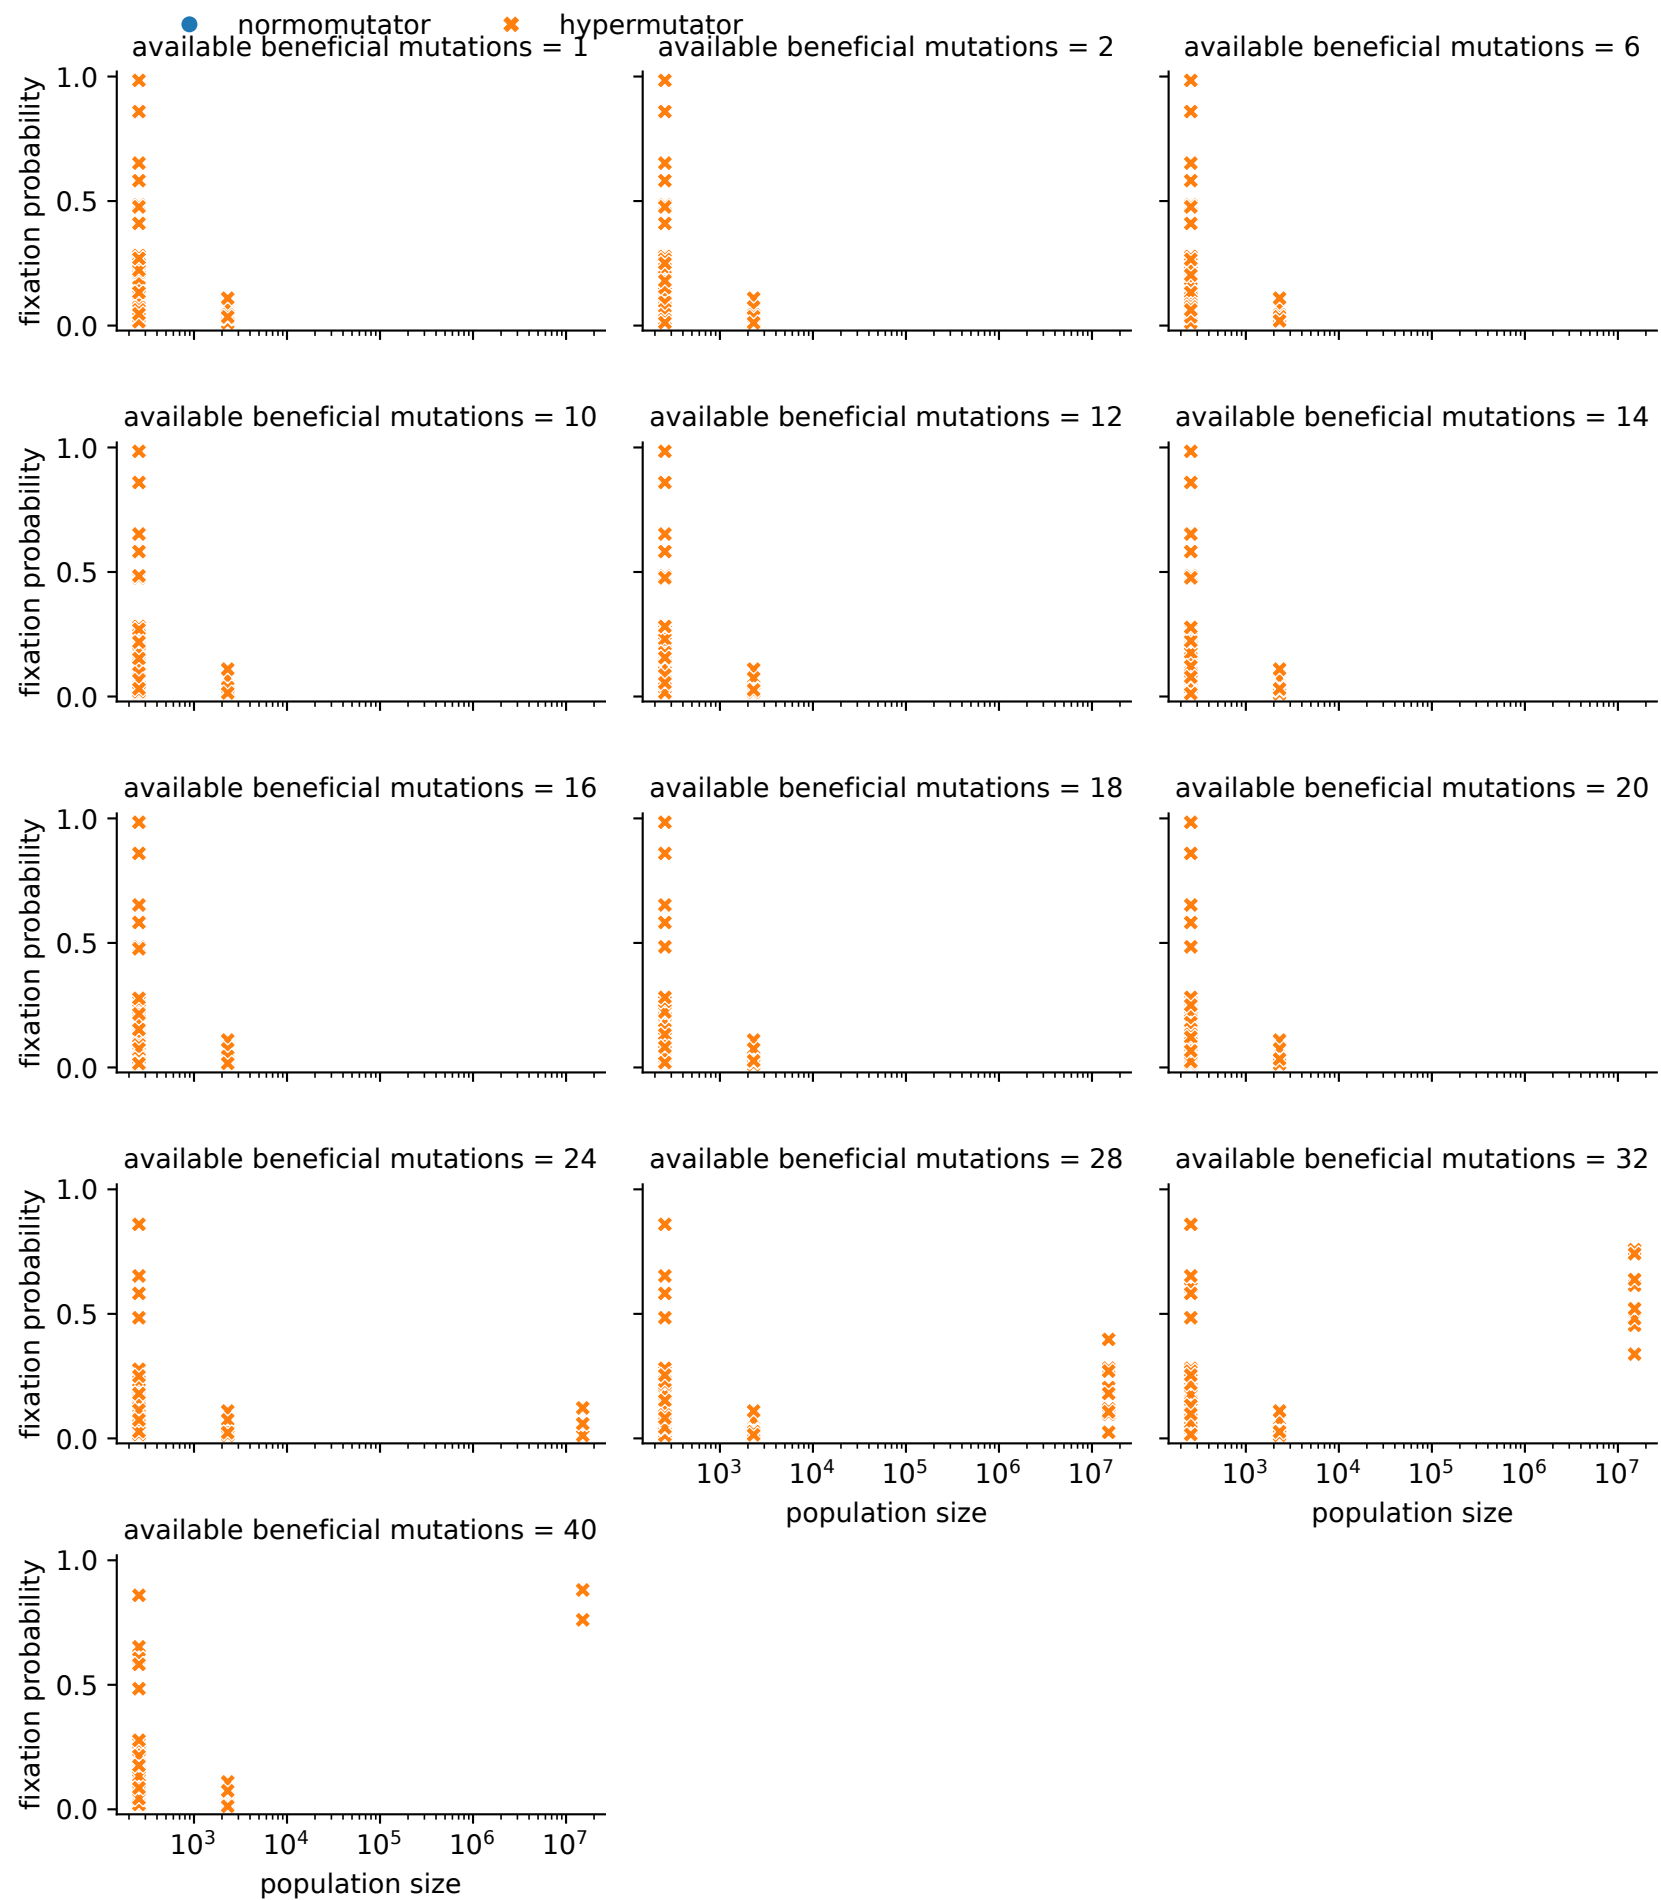 normomutator hypermutator
available beneficial mutations = 1 available beneficial mutations = 2 available beneficial mutations = 6
1.0
0.5
0.0
fixation probability
available beneficial mutations = 10 available beneficial mutations = 12 available beneficial mutations = 14
1.0
0.5
0.0
fixation probability
available beneficial mutations = 16 available beneficial mutations = 18 available beneficial mutations = 20
1.0
0.5
0.0
fixation probability
available beneficial mutations = 24 available beneficial mutations = 28 available beneficial mutations = 32
1.0
0.5
0.0
fixation probability
10³ 10⁴ 10⁵ 10⁶ 10⁷ 10³ 10⁴ 10⁵ 10⁶ 10⁷
population size population size
available beneficial mutations = 40
1.0
0.5
0.0
fixation probability
10³ 10⁴ 10⁵ 10⁶ 10⁷
population size